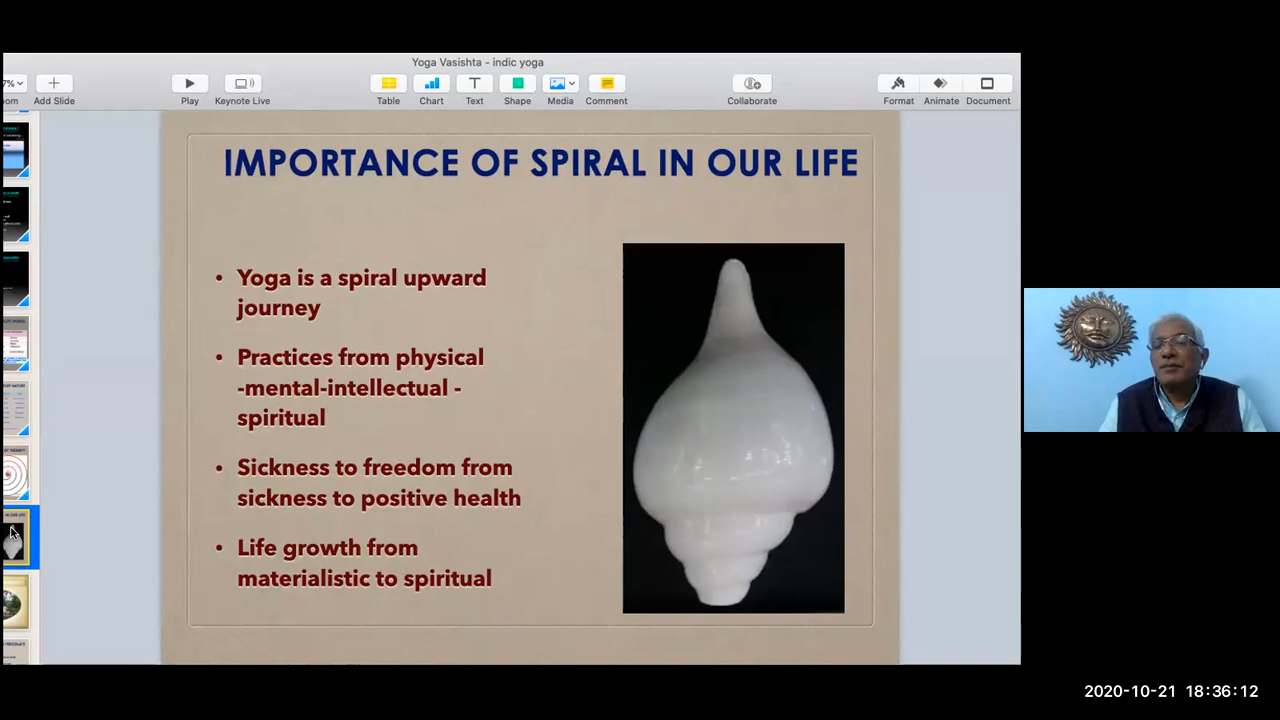 Yoga Vasishta - indic yoga
7%
Add Slide
Play
Keynote Live
Table
Chart
Text
Shape
Media
Comment
Collaborate
Format
Animate
Document
IMPORTANCE OF SPIRAL IN OUR LIFE
• Yoga is a spiral upward
journey
• Practices from physical
-mental-intellectual -
spiritual
• Sickness to freedom from
sickness to positive health
• Life growth from
materialistic to spiritual
2020-10-21 18:36:12